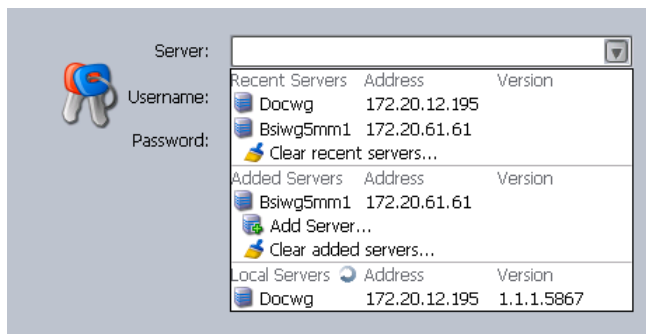 Server:
Recent Servers Address Version
Docwg 172.20.12.195
Username:
Bsiwg5mm1 172.20.61.61
Password:
Clear recent servers...
Added Servers Address Version
Bsiwg5mm1 172.20.61.61
Add Server...
Clear added servers...
Local Servers Address Version
Docwg 172.20.12.195 1.1.1.5867